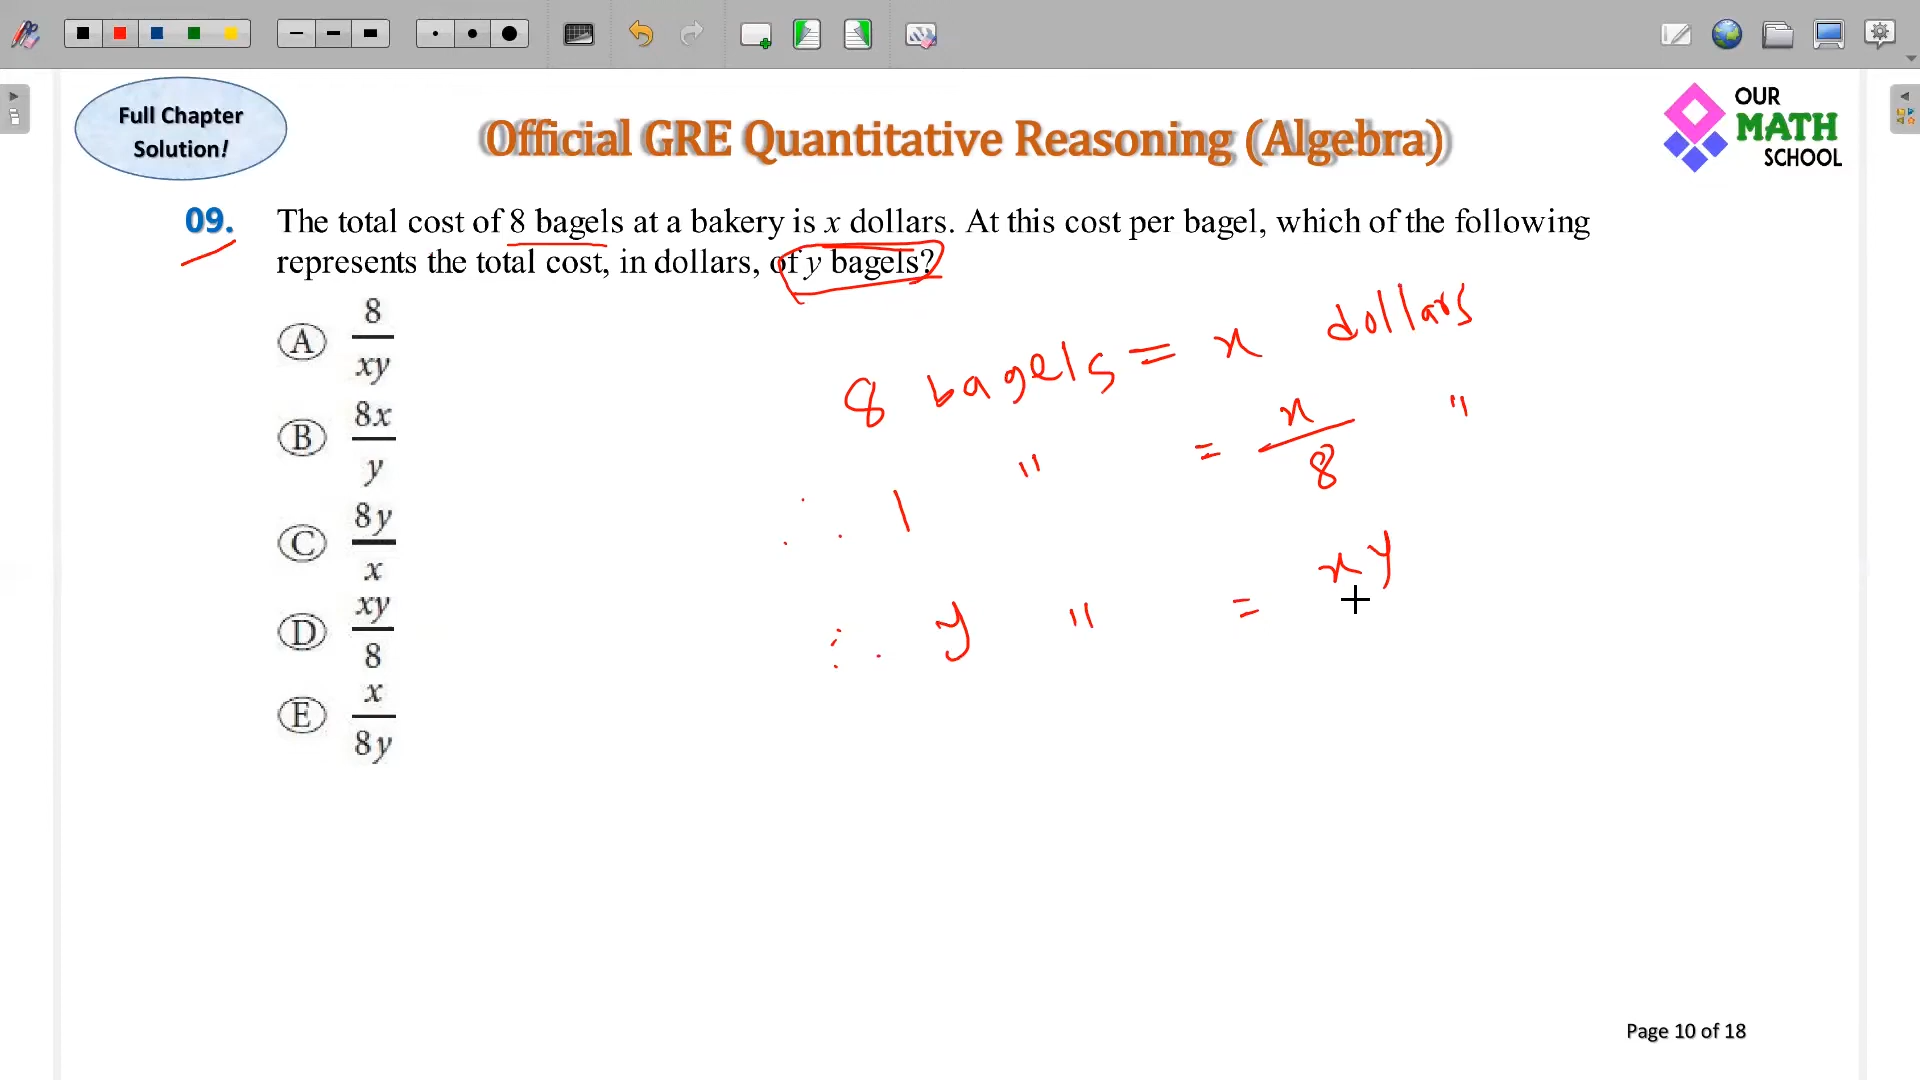 Full Chapter
Solution!
Official GRE Quantitative Reasoning (Algebra)
OUR
MATH
SCHOOL
09. The total cost of 8 bagels at a bakery is x dollars. At this cost per bagel, which of the following
represents the total cost, in dollars, of y bagels?
A 8/xy
B 8x/y
C 8y/x
D xy/8
E x/8y
8 bagels = x dollars
∴ 1 " = x/8 "
∴ y " = xy
Page 10 of 18